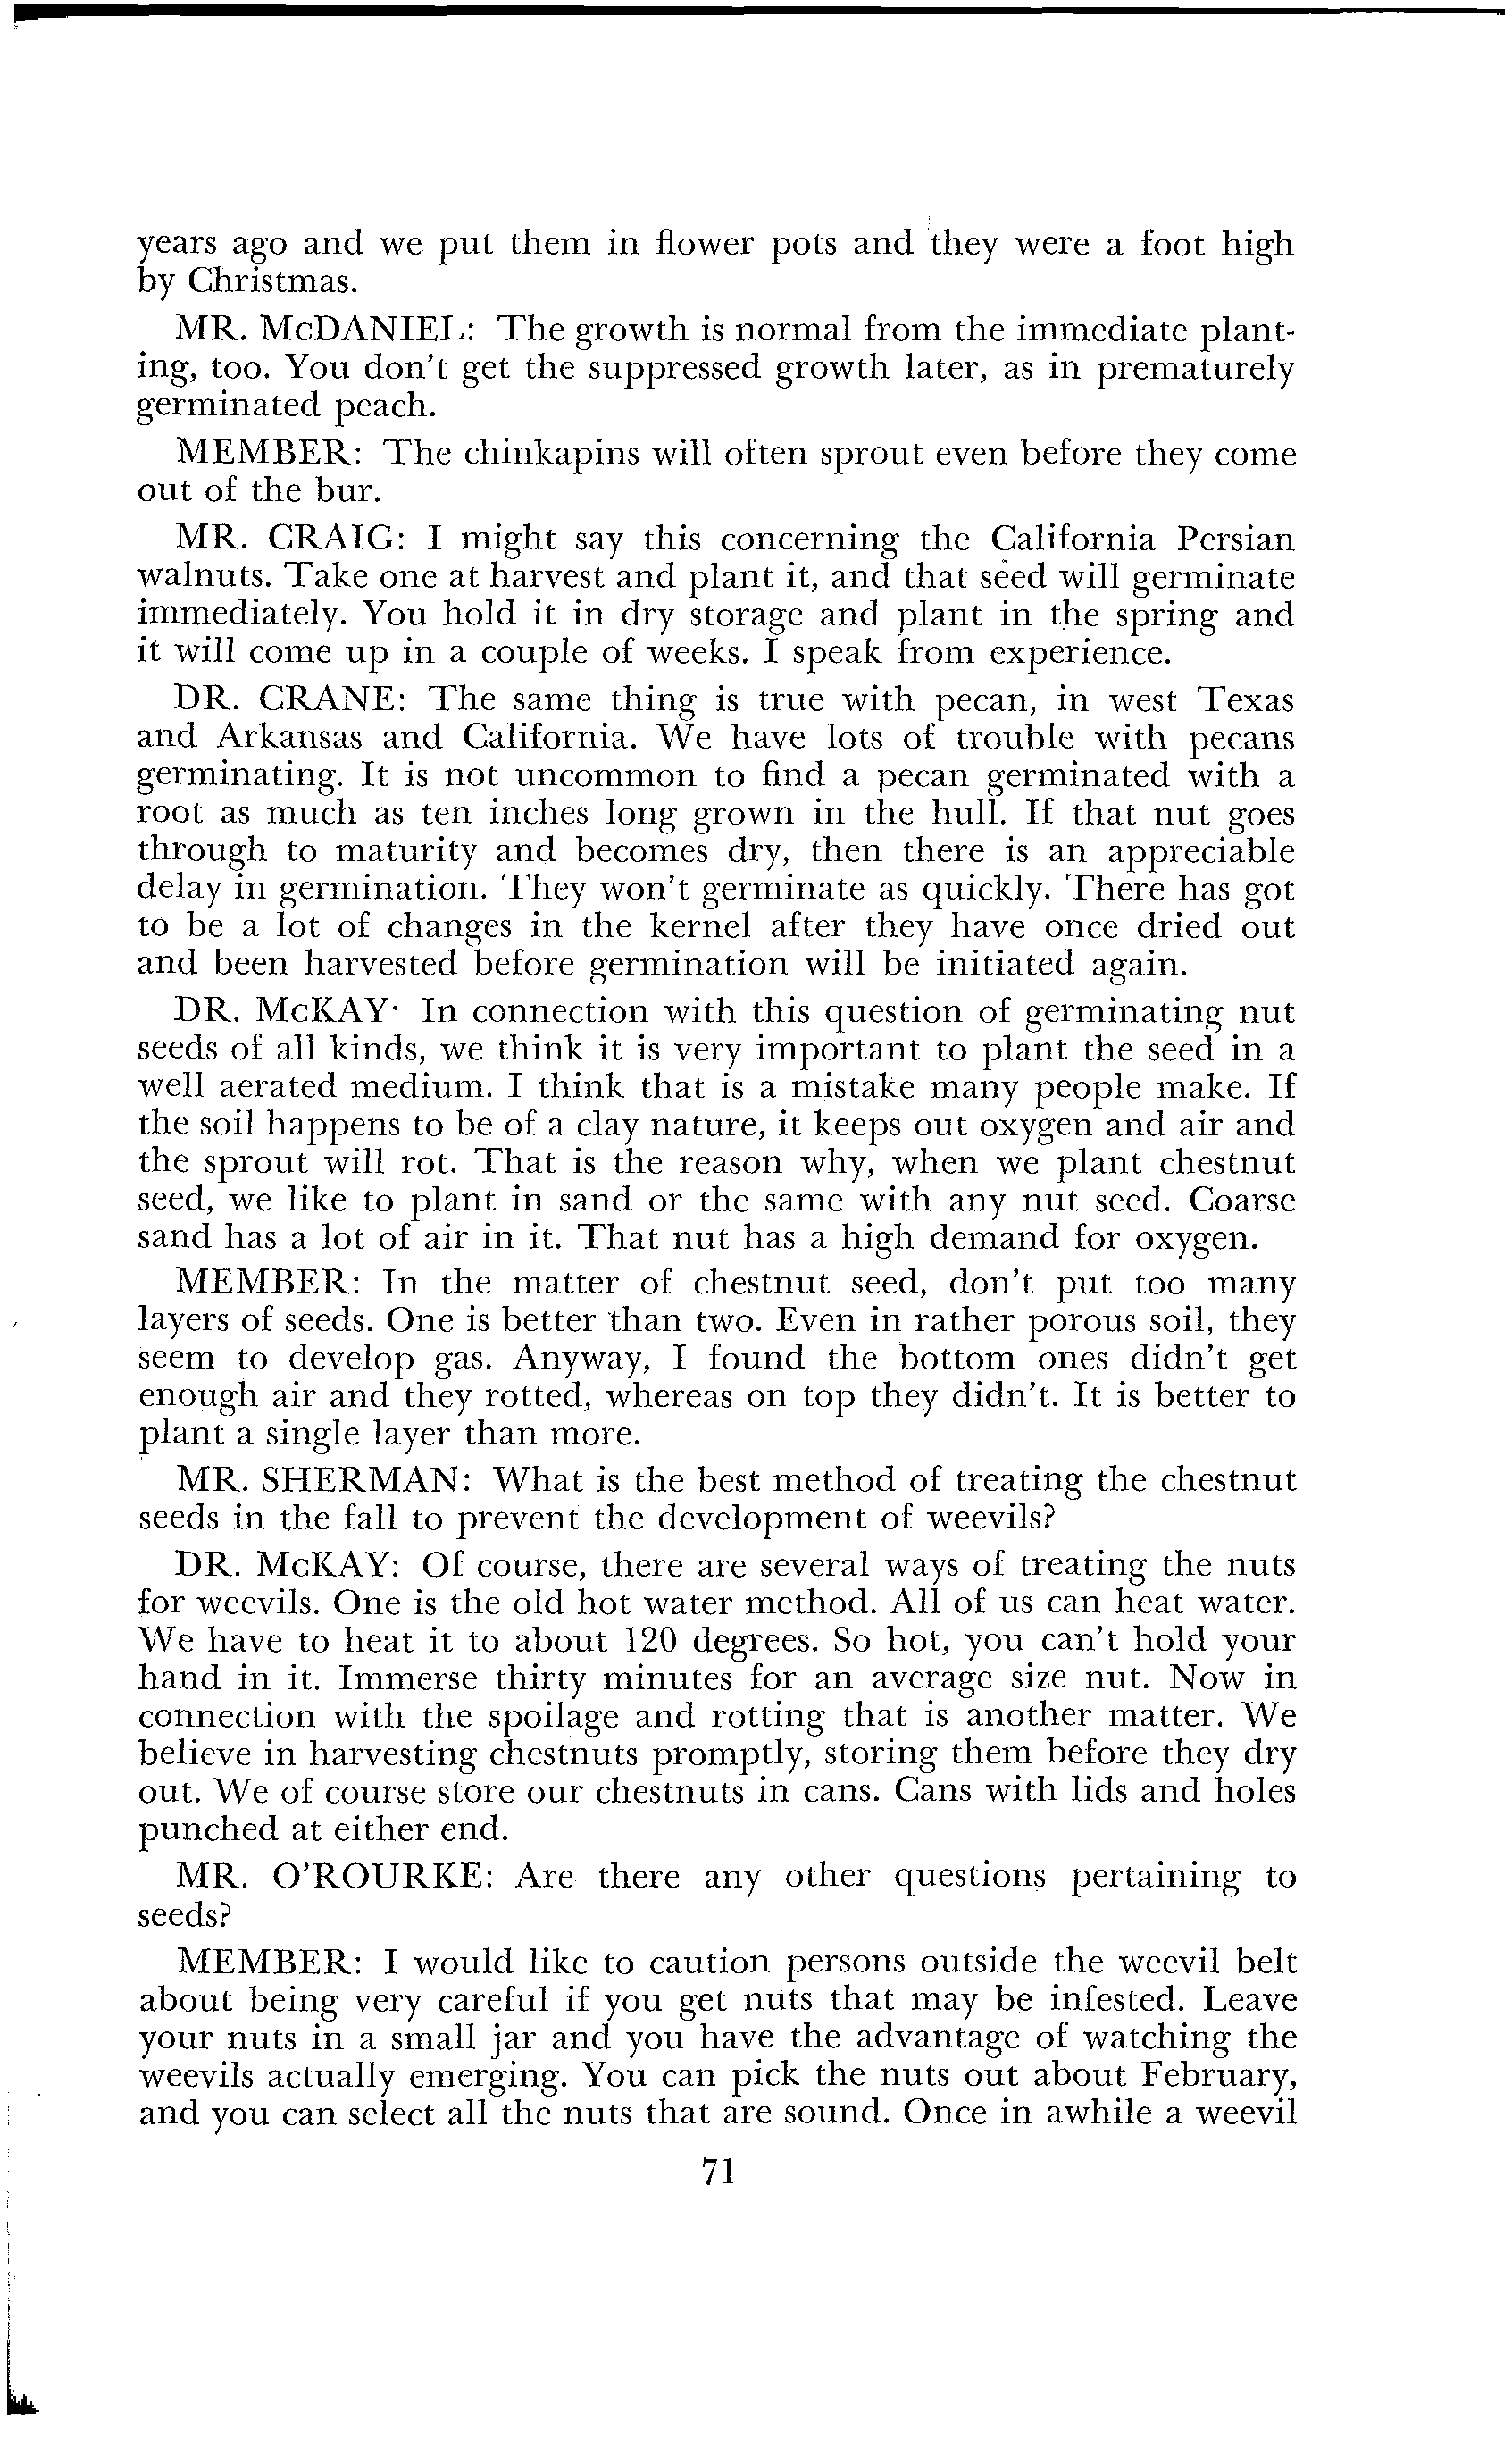 years ago and we put them in flower pots and they were a foot high
by Christmas.
MR. McDANIEL: The growth is normal from the immediate plant-
ing, too. You don't get the suppressed growth later, as in prematurely
germinated peach.
MEMBER: The chinkapins will often sprout even before they come
out of the bur.
MR. CRAIG: I might say this concerning the California Persian
walnuts. Take one at harvest and plant it, and that seed will germinate
immediately. You hold it in dry storage and plant in the spring and
it will come up in a couple of weeks. I speak from experience.
DR. CRANE: The same thing is true with pecan, in west Texas
and Arkansas and California. We have lots of trouble with pecans
germinating. It is not uncommon to find a pecan germinated with a
root as much as ten inches long grown in the hull. If that nut goes
through to maturity and becomes dry, then there is an appreciable
delay in germination. They won't germinate as quickly. There has got
to be a lot of changes in the kernel after they have once dried out
and been harvested before germination will be initiated again.
DR. McKAY· In connection with this question of germinating nut
seeds of all kinds, we think it is very important to plant the seed in a
well aerated medium. I think that is a mistake many people make. If
the soil happens to be of a clay nature, it keeps out oxygen and air and
the sprout will rot. That is the reason why, when we plant chestnut
seed, we like to plant in sand or the same with any nut seed. Coarse
sand has a lot of air in it. That nut has a high demand for oxygen.
MEMBER: In the matter of chestnut seed, don't put too many
layers of seeds. One is better than two. Even in rather porous soil, they
seem to develop gas. Anyway, I found the bottom ones didn't get
enough air and they rotted, whereas on top they didn't. It is better to
plant a single layer than more.
MR. SHERMAN: What is the best method of treating the chestnut
seeds in the fall to prevent the development of weevils?
DR. McKAY: Of course, there are several ways of treating the nuts
for weevils. One is the old hot water method. All of us can heat water.
We have to heat it to about 120 degrees. So hot, you can't hold your
hand in it. Immerse thirty minutes for an average size nut. Now in
connection with the spoilage and rotting that is another matter. We
believe in harvesting chestnuts promptly, storing them before they dry
out. We of course store our chestnuts in cans. Cans with lids and holes
punched at either end.
MR. O'ROURKE: Are there any other questions pertaining to
seeds?
MEMBER: I would like to caution persons outside the weevil belt
about being very careful if you get nuts that may be infested. Leave
your nuts in a small jar and you have the advantage of watching the
weevils actually emerging. You can pick the nuts out about February,
and you can select all the nuts that are sound. Once in awhile a weevil
71